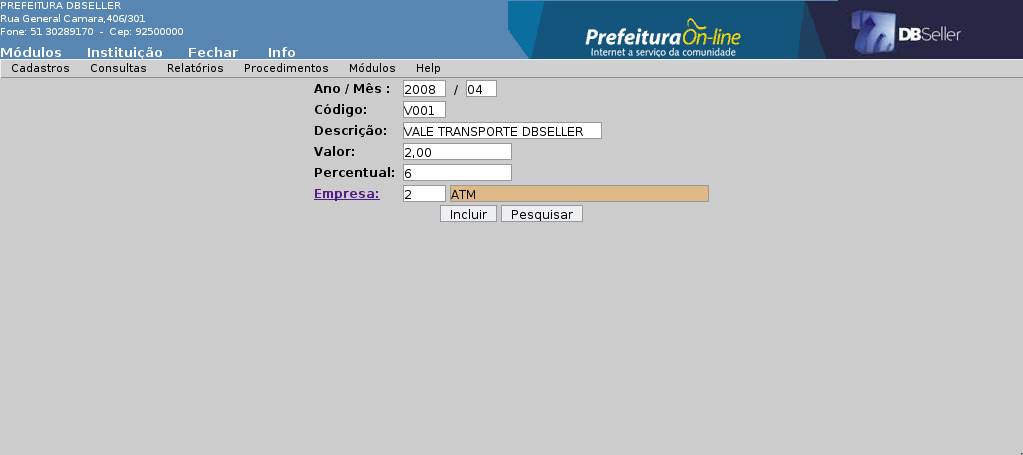 PREFEITURA DBSELLER
Rua General Camara,406/301
Fone: 51 30289170 - Cep: 92500000
Prefeitura On-line
Internet a serviço da comunidade
DBSeller
Módulos Instituição Fechar Info
Cadastros Consultas Relatórios Procedimentos Módulos Help
Ano / Mês : 2008 / 04
Código: V001
Descrição: VALE TRANSPORTE DBSELLER
Valor: 2,00
Percentual: 6
Empresa: 2 ATM
Incluir Pesquisar